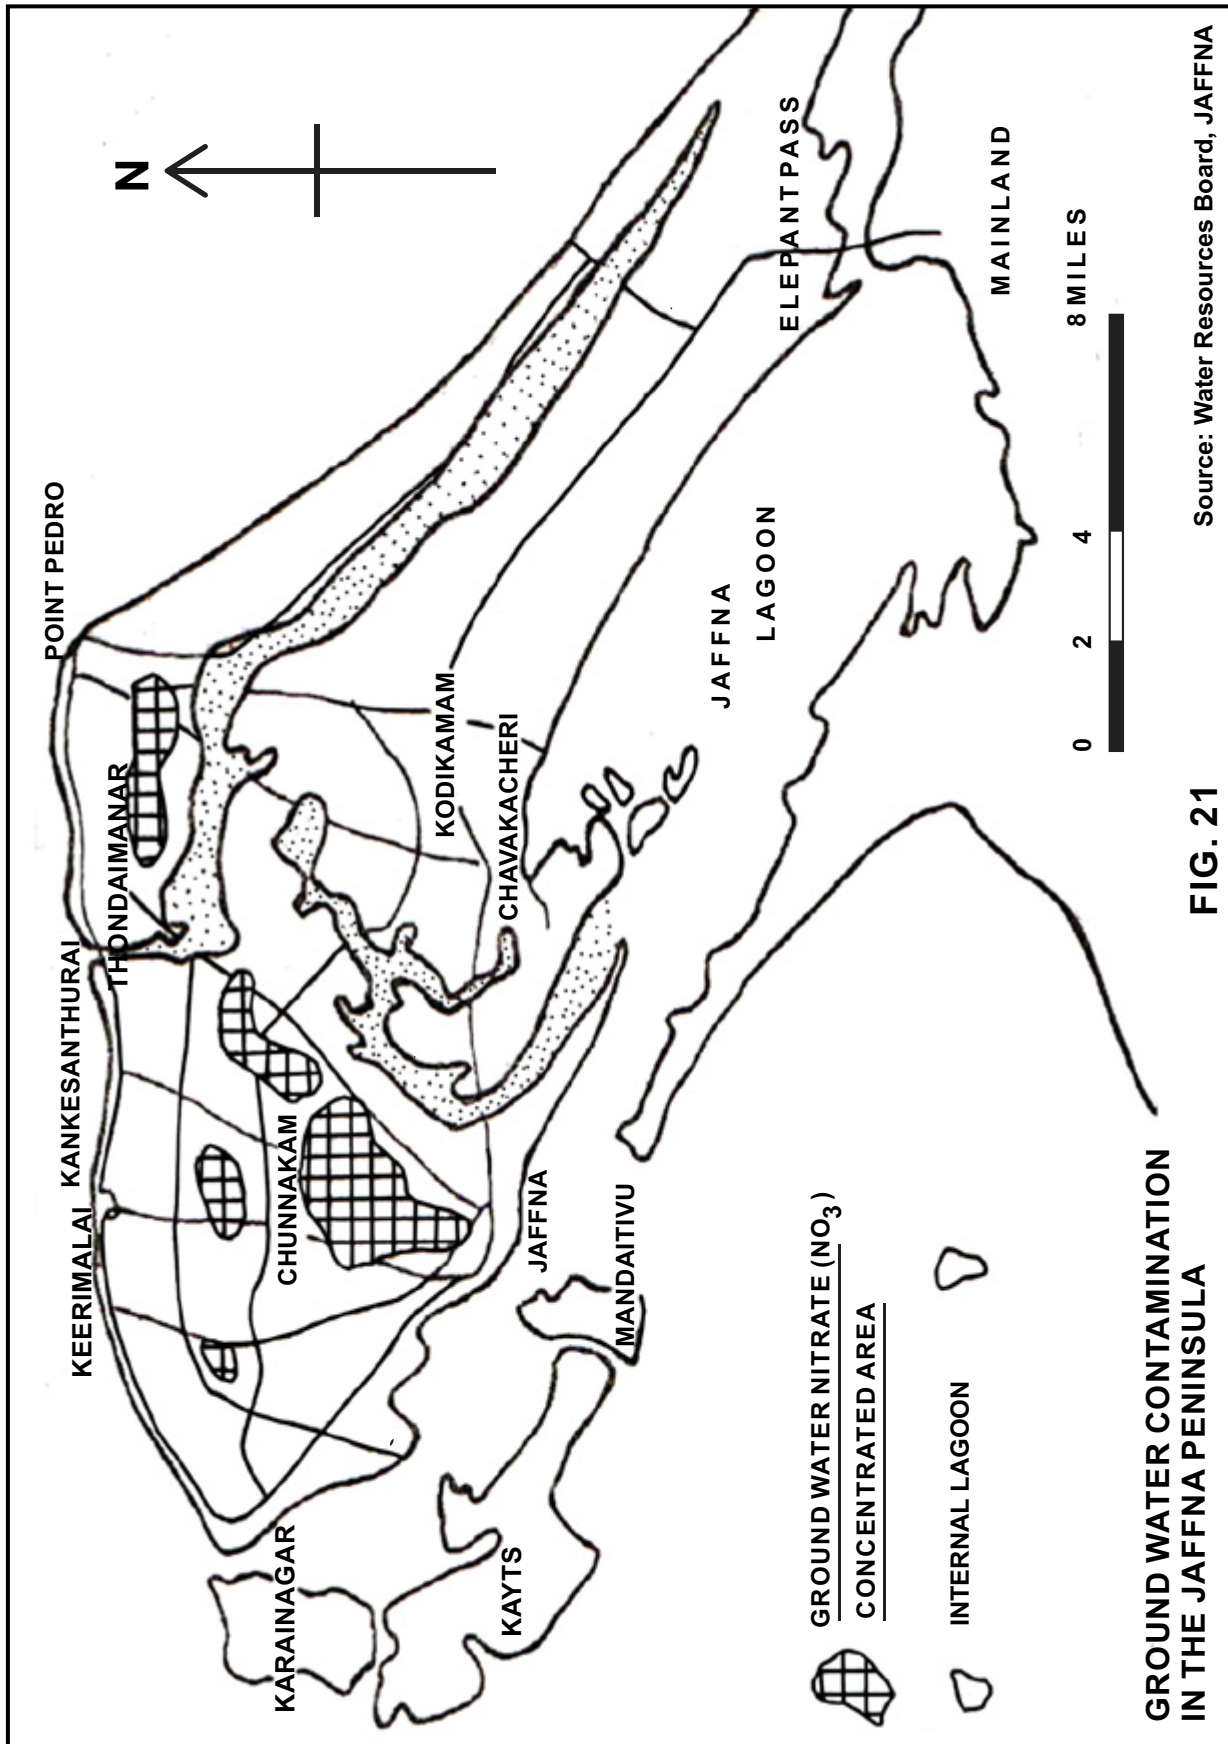 N
POINT PEDRO
KANKESANTHURAI
THONDAIMANAR
KEERIMALAI
CHUNNAKAM
KODIKAMAM
CHAVAKACHERI
ELEPANTPASS
KARAINAGAR
KAYTS
JAFFNA
MANDAITIVU
JAFFNA
LAGOON
MAINLAND
GROUND WATER NITRATE (NO3)
CONCENTRATED AREA
INTERNAL LAGOON
0 2 4 8 MILES
GROUND WATER CONTAMINATION
IN THE JAFFNA PENINSULA
FIG. 21
Source: Water Resources Board, JAFFNA